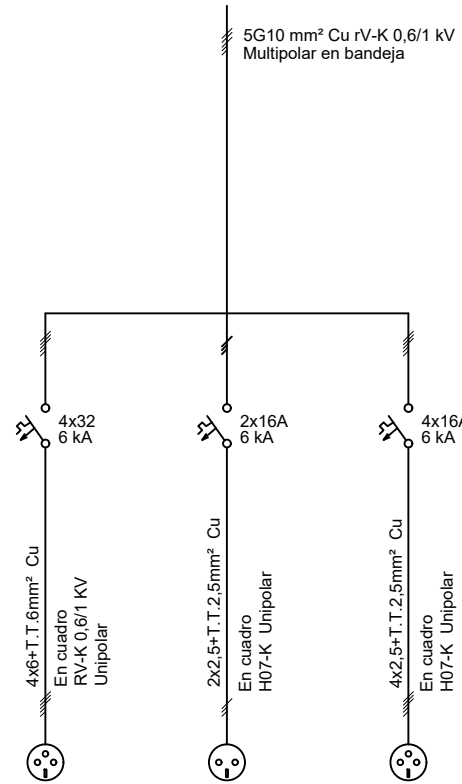 5G10 mm² Cu rV-K 0,6/1 kV
Multipolar en bandeja
4x32
6 kA
2x16A
6 kA
4x16A
6 kA
4x6+T.T.6mm² Cu
En cuadro
RV-K 0,6/1 KV
Unipolar
2x2,5+T.T.2,5mm² Cu
En cuadro
H07-K Unipolar
4x2,5+T.T.2,5mm² Cu
En cuadro
H07-K Unipolar